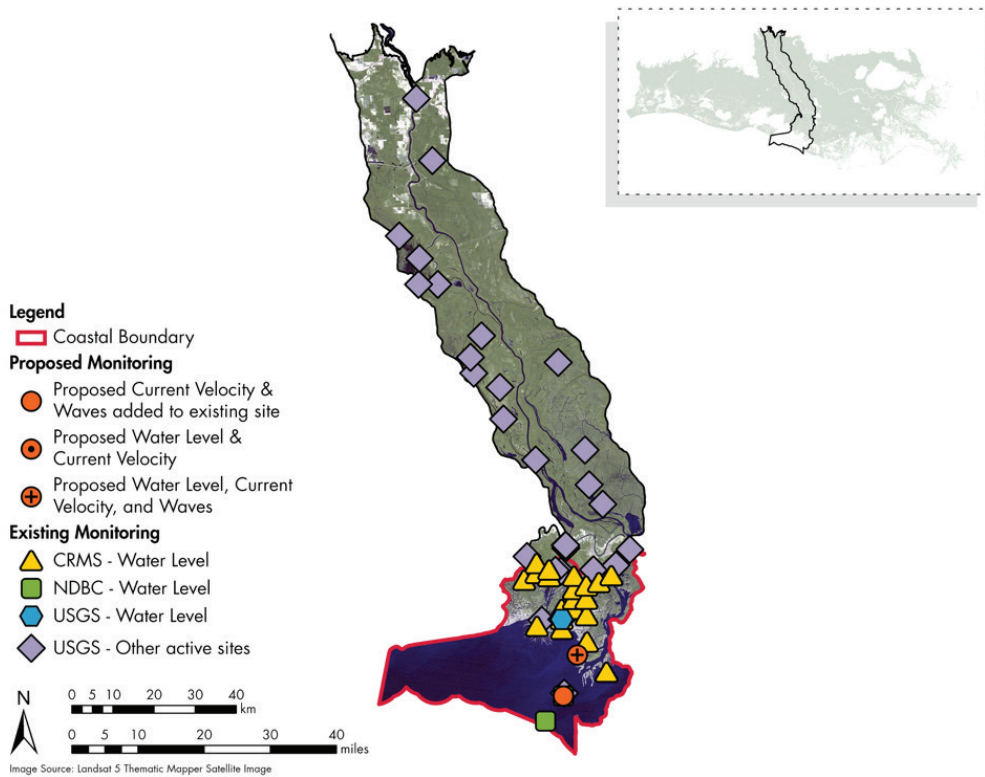 Legend
Coastal Boundary
Proposed Monitoring
Proposed Current Velocity &
Waves added to existing site
Proposed Water Level &
Current Velocity
Proposed Water Level, Current
Velocity, and Waves
Existing Monitoring
CRMS - Water Level
NDBC - Water Level
USGS - Water Level
USGS - Other active sites
N
0 5 10 20 30 40
km
0 5 10 20 30 40
miles
Image Source: Landsat 5 Thematic Mapper Satellite Image